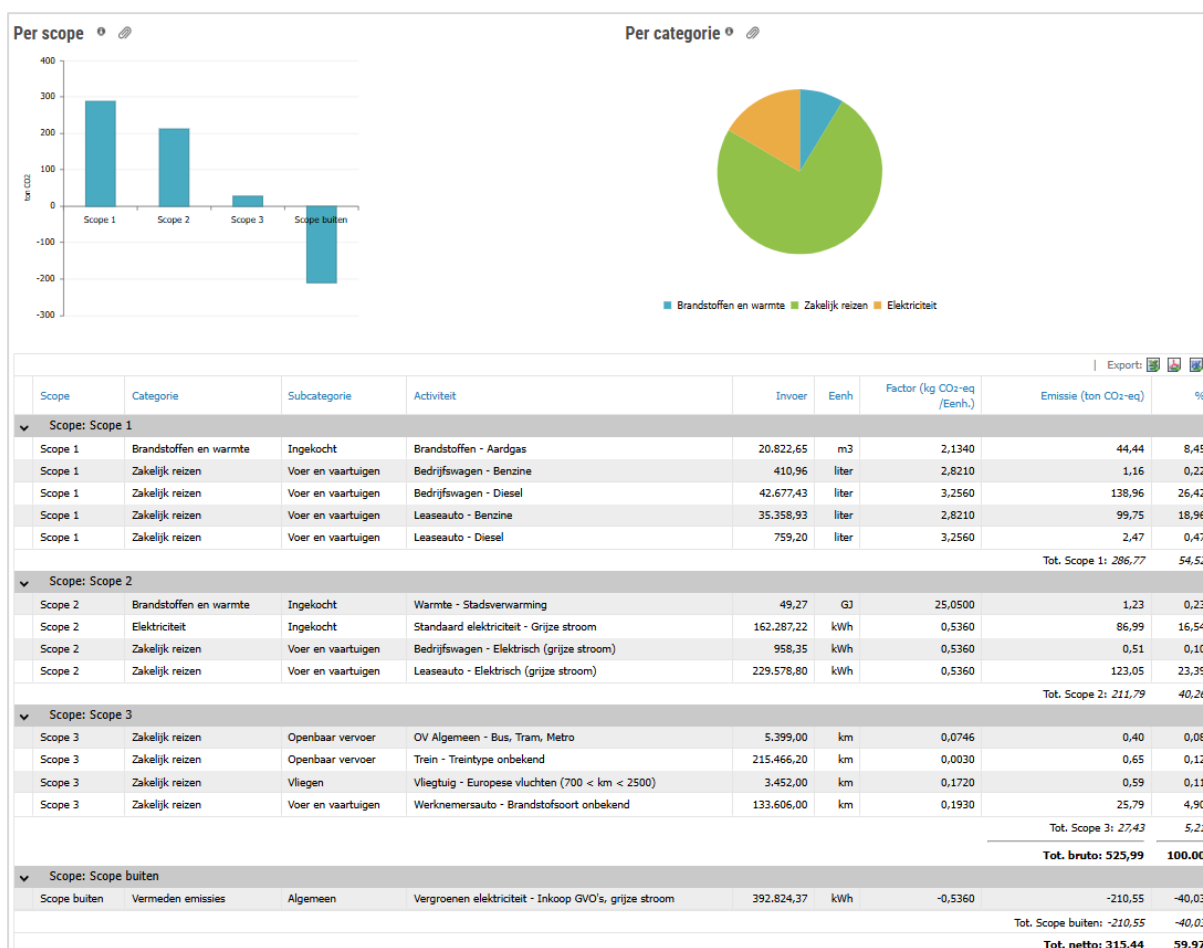 Per scope
Per categorie
400
300
200
100
0
-100
-200
-300
ton CO2
Scope 1 Scope 2 Scope 3 Scope buiten
Brandstoffen en warmte Zakelijk reizen Elektriciteit
| Export:
Scope Categorie Subcategorie Activiteit Invoer Eenh Factor (kg CO2-eq /Eenh.) Emissie (ton CO2-eq) %
Scope: Scope 1
Scope 1 Brandstoffen en warmte Ingekocht Brandstoffen - Aardgas 20.822,65 m3 2,1340 44,44 8,45
Scope 1 Zakelijk reizen Voer en vaartuigen Bedrijfswagen - Benzine 410,96 liter 2,8210 1,16 0,22
Scope 1 Zakelijk reizen Voer en vaartuigen Bedrijfswagen - Diesel 42.677,43 liter 3,2560 138,96 26,42
Scope 1 Zakelijk reizen Voer en vaartuigen Leaseauto - Benzine 35.358,93 liter 2,8210 99,75 18,96
Scope 1 Zakelijk reizen Voer en vaartuigen Leaseauto - Diesel 759,20 liter 3,2560 2,47 0,47
Tot. Scope 1: 286,77 54,52
Scope: Scope 2
Scope 2 Brandstoffen en warmte Ingekocht Warmte - Stadsverwarming 49,27 GJ 25,0500 1,23 0,23
Scope 2 Elektriciteit Ingekocht Standaard elektriciteit - Grijze stroom 162.287,22 kWh 0,5360 86,99 16,54
Scope 2 Zakelijk reizen Voer en vaartuigen Bedrijfswagen - Elektrisch (grijze stroom) 958,35 kWh 0,5360 0,51 0,10
Scope 2 Zakelijk reizen Voer en vaartuigen Leaseauto - Elektrisch (grijze stroom) 229.578,80 kWh 0,5360 123,05 23,39
Tot. Scope 2: 211,79 40,26
Scope: Scope 3
Scope 3 Zakelijk reizen Openbaar vervoer OV Algemeen - Bus, Tram, Metro 5.399,00 km 0,0746 0,40 0,08
Scope 3 Zakelijk reizen Openbaar vervoer Trein - Treintype onbekend 215.466,20 km 0,0030 0,65 0,12
Scope 3 Zakelijk reizen Vliegen Vliegtuig - Europese vluchten (700 < km < 2500) 3.452,00 km 0,1720 0,59 0,11
Scope 3 Zakelijk reizen Voer en vaartuigen Werknemersauto - Brandstofsoort onbekend 133.606,00 km 0,1930 25,79 4,90
Tot. Scope 3: 27,43 5,21
Tot. bruto: 525,99 100.00
Scope: Scope buiten
Scope buiten Vermeden emissies Algemeen Vergroenen elektriciteit - Inkoop GVO's, grijze stroom 392.824,37 kWh -0,5360 -210,55 -40,03
Tot. Scope buiten: -210,55 -40,03
Tot. netto: 315,44 59,97